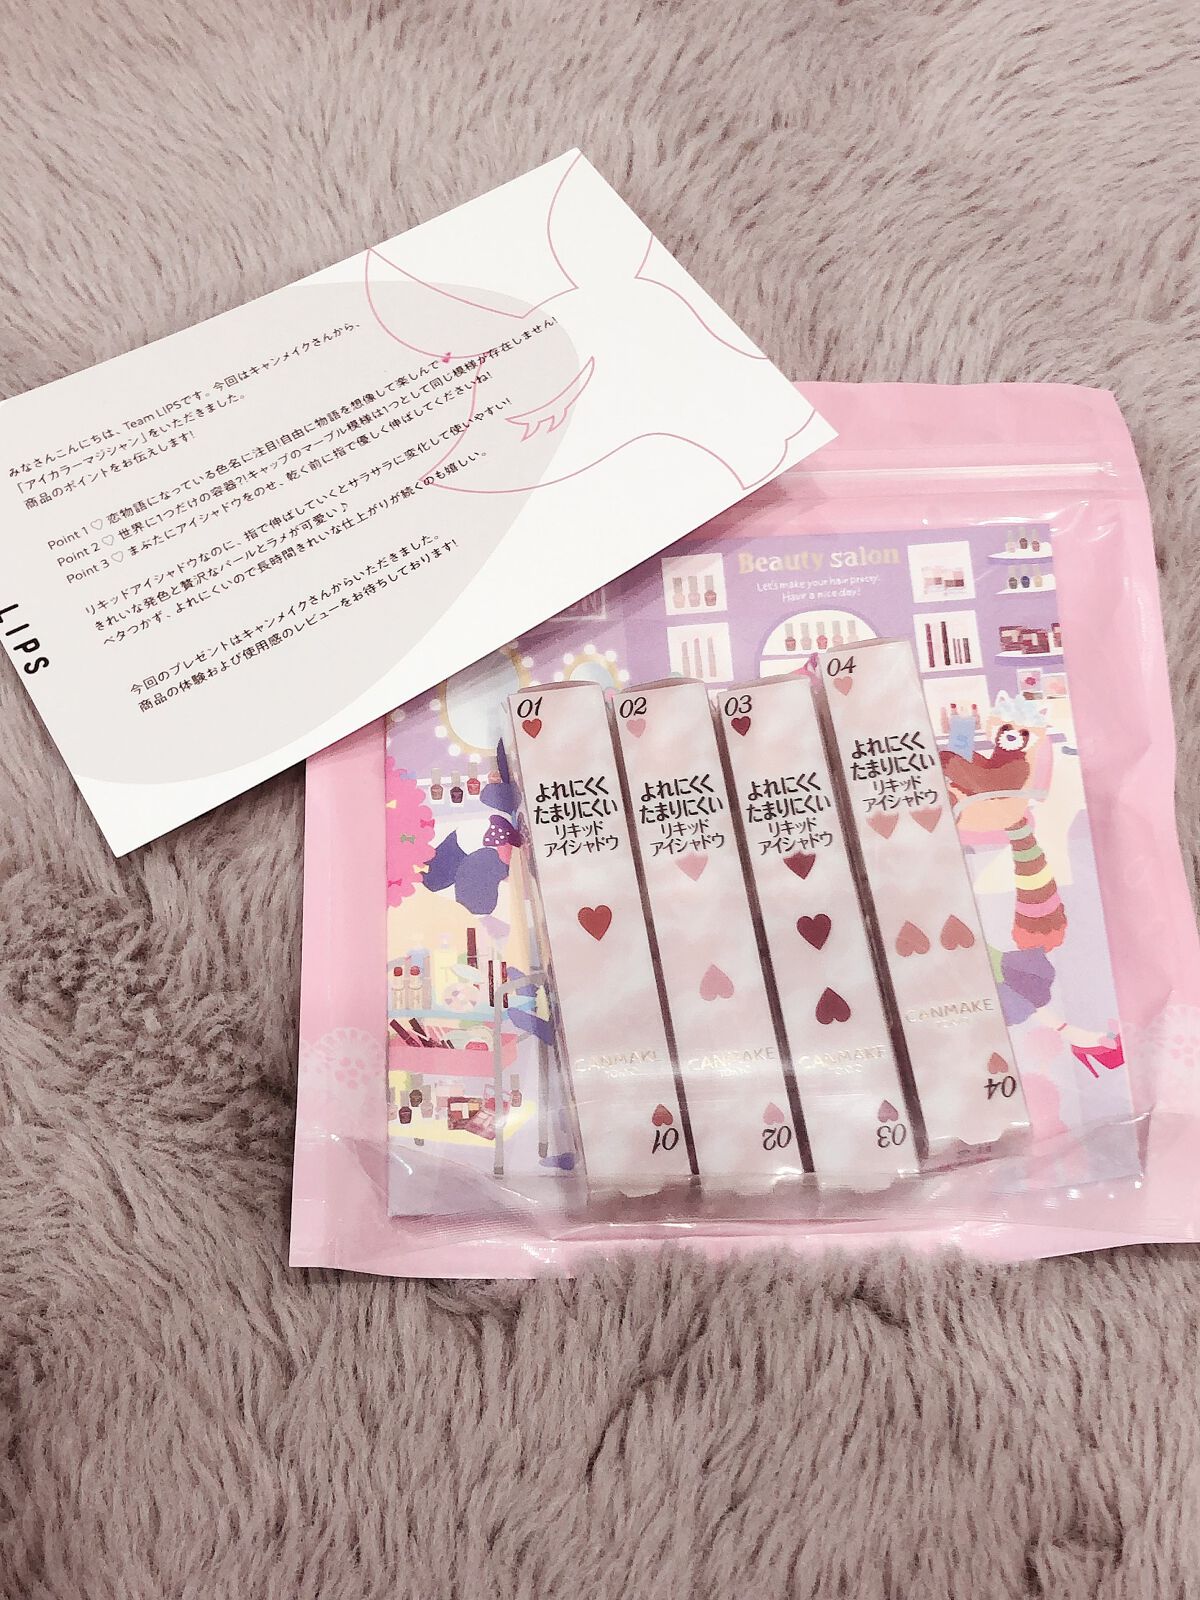 みなさんこんにちは、Team LIPSです。今回はキャンメイクさんから、
「アイカラーマジシャン」をいただきました。
商品のポイントをお伝えします!
Point 1 ♡ 恋物語になっている色名に注目!自由に物語を想像して楽しんで♥
Point 2 ♡ 世界に1つだけの容器?!キャップのマーブル模様は1つとして同じ模様が存在しません!
Point 3 ♡ まぶたにアイシャドウをのせ、乾く前に指で優しく伸ばしてくださいね!
リキッドアイシャドウなのに、指で伸ばしていくとサラサラに変化して使いやすい!
きれいな発色と贅沢なパールとラメが可愛い♪
ベタつかず、よれにくいので長時間きれいな仕上がりが続くのも嬉しい。
今回のプレゼントはキャンメイクさんからいただきました。
商品の体験および使用感のレビューをお待ちしております!
LIPS
Beauty salon
Let's make your hair pretty!
Have a nice day!
01
よれにくく
たまりにくい
リキッド
アイシャドウ
CANMAKE
TOKYO
01
02
よれにくく
たまりにくい
リキッド
アイシャドウ
CANMAKE
TOKYO
02
03
よれにくく
たまりにくい
リキッド
アイシャドウ
CANMAKE
03
04
よれにくく
たまりにくい
リキッド
アイシャドウ
CANMAKE
TOKYO
04